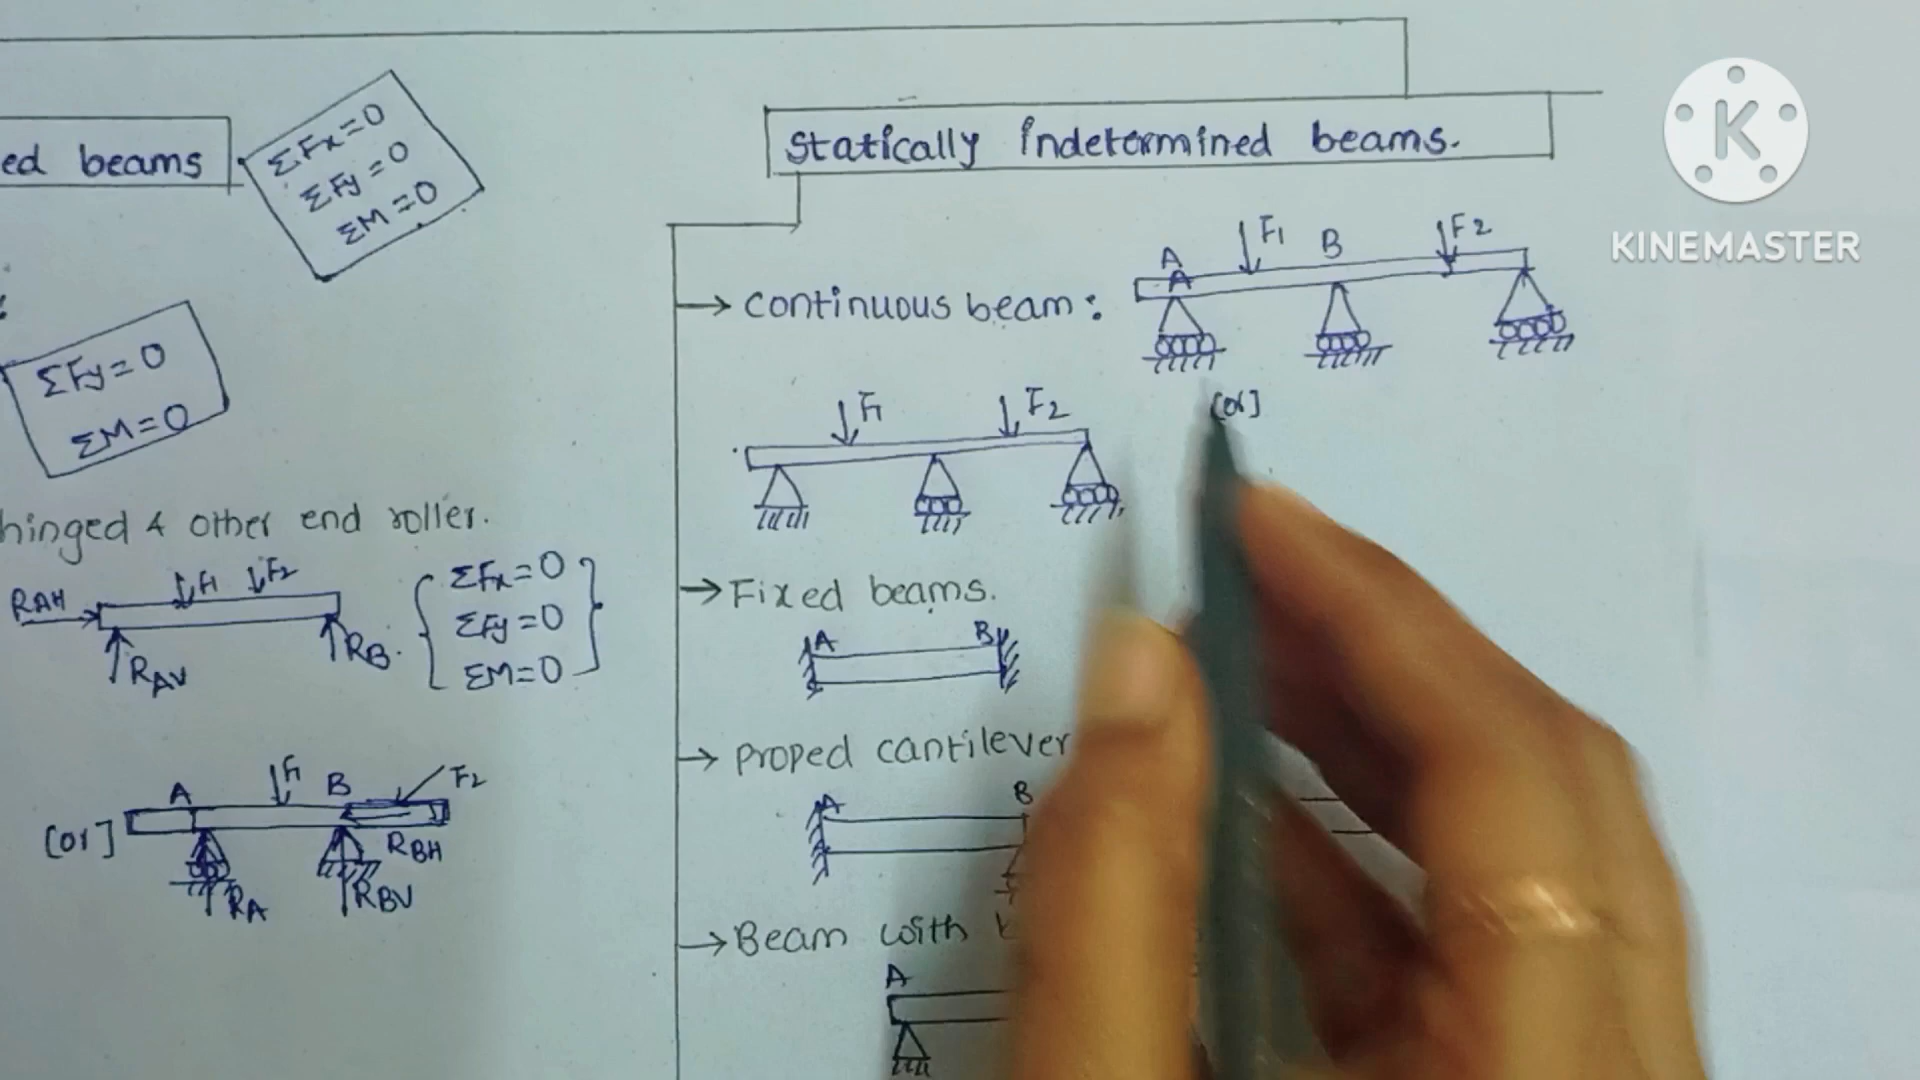 ed beams
ΣFx=0
ΣFy=0
ΣM=0
ΣFy=0
ΣM=0
hinged & other end roller.
RAH
F1
F2
RAV
RB.
ΣFx=0
ΣFy=0
ΣM=0
[or]
A
F1
B
F2
RA
RBV
RBH
Statically indetermined beams.
→ continuous beam:
A
A
F1
B
F2
[or]
F1
F2
→ Fixed beams.
A
B
→ proped cantilever
A
B
→ Beam with
A
K
KINEMASTER